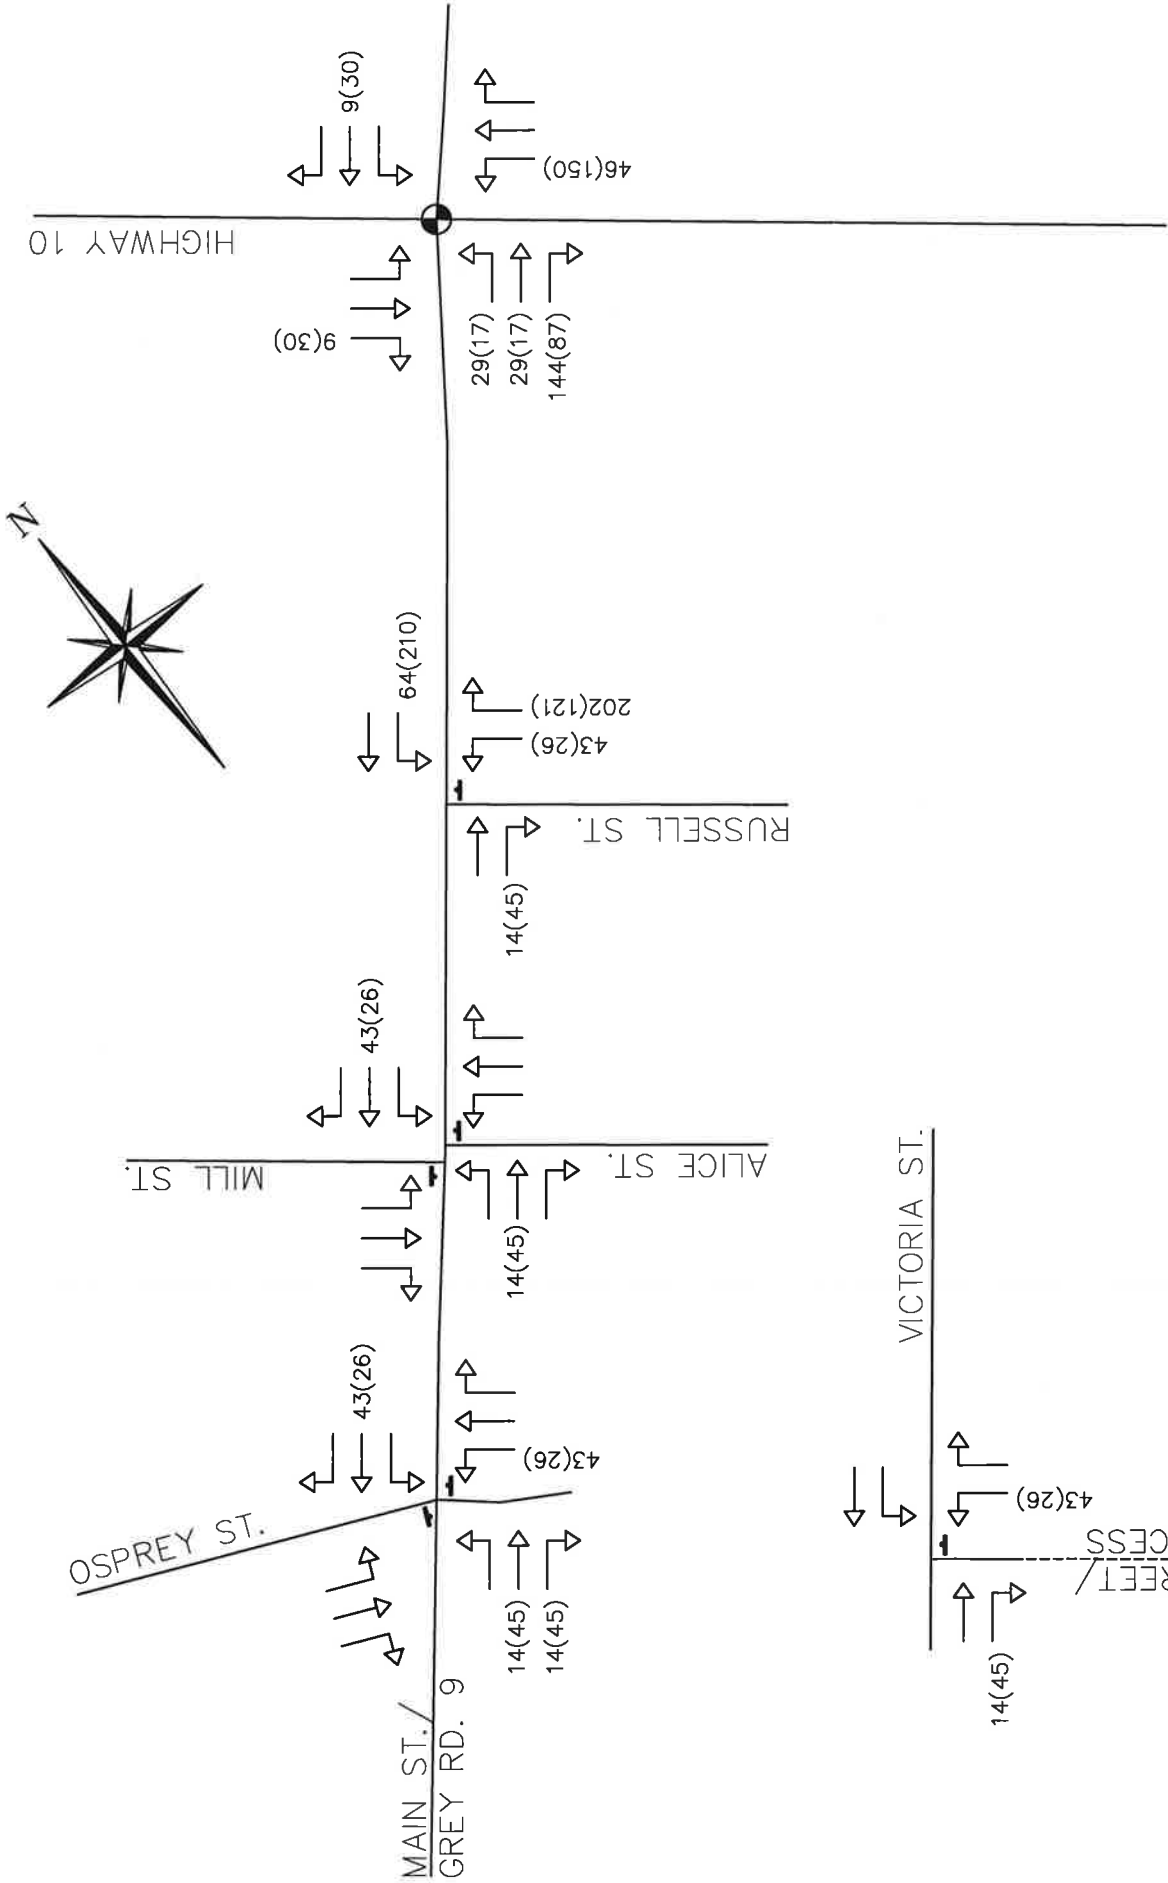 9(30)
46(150)
HIGHWAY 10
9(30)
29(17)
29(17)
144(87)
N
64(210)
202(121)
43(26)
RUSSELL ST.
14(45)
43(26)
MILL ST.
ALICE ST.
14(45)
43(26)
43(26)
OSPREY ST.
14(45)
14(45)
MAIN ST./
GREY RD. 9
VICTORIA ST.
43(26)
REET/
CESS
14(45)